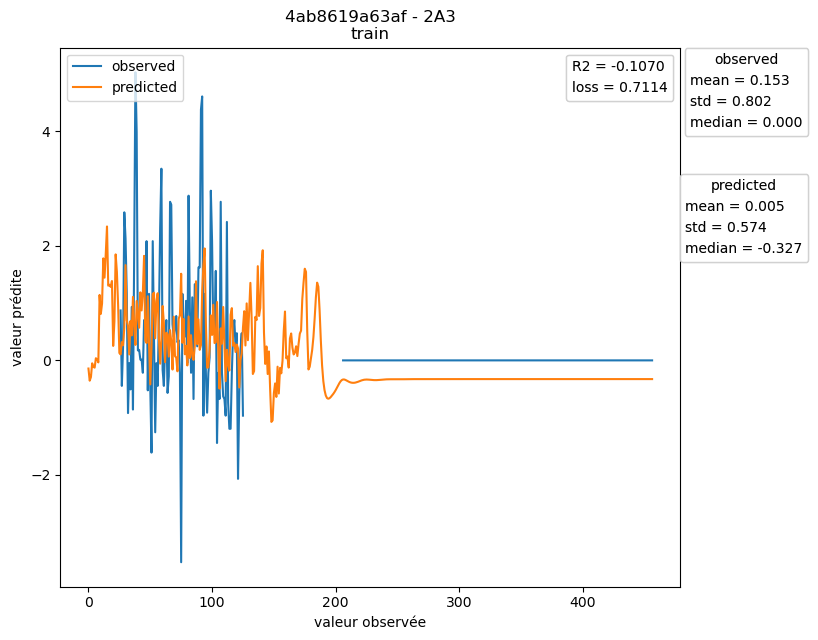 4ab8619a63af - 2A3
train
observed
predicted
R2 = -0.1070
loss = 0.7114
observed
mean = 0.153
std = 0.802
median = 0.000
predicted
mean = 0.005
std = 0.574
median = -0.327
4
2
0
−2
valeur prédite
0
100
200
300
400
valeur observée